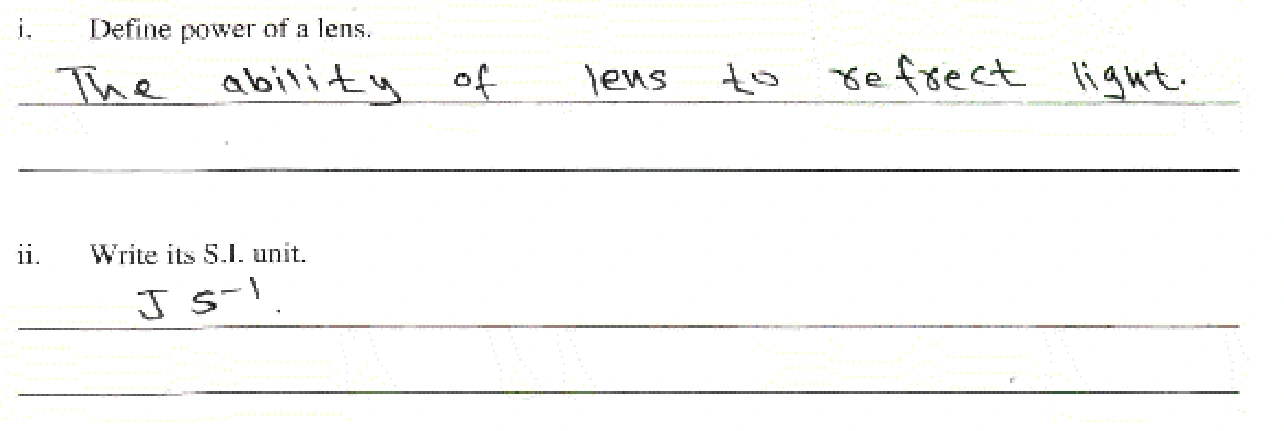 i. Define power of a lens.
The ability of lens to refrect light.
ii. Write its S.I. unit.
J S-1.